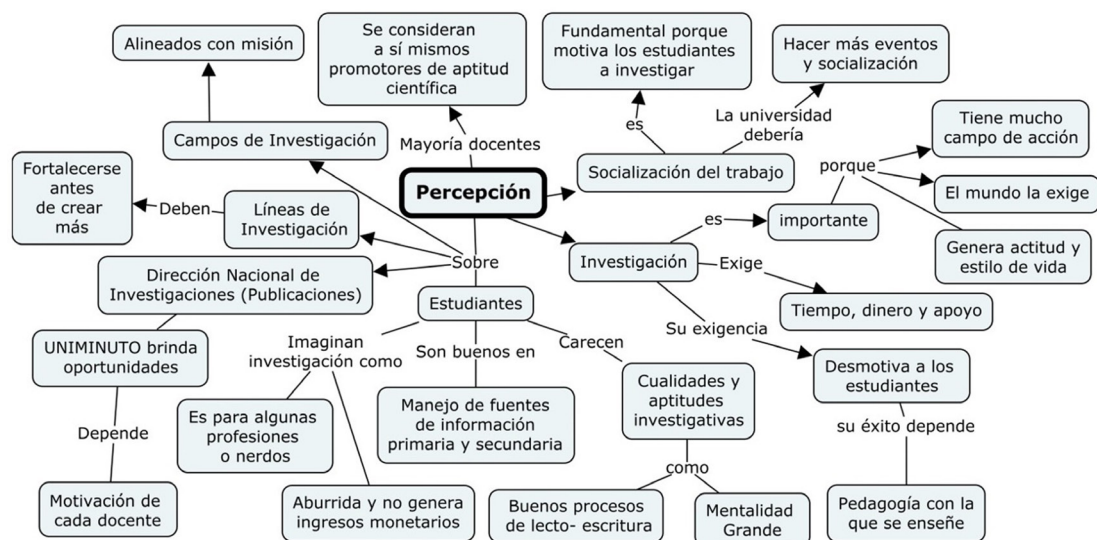 Alineados con misión
Se consideran
a sí mismos
promotores de aptitud
científica
Fundamental porque
motiva los estudiantes
a investigar
Hacer más eventos
y socialización
Campos de Investigación
Mayoría docentes
es
La universidad
debería
Tiene mucho
campo de acción
Fortalecerse
antes
de crear
más
Deben
Líneas de
Investigación
Percepción
Socialización del trabajo
porque
El mundo la exige
es
importante
Genera actitud y
estilo de vida
Sobre
Investigación
Exige
Dirección Nacional de
Investigaciones (Publicaciones)
Estudiantes
Tiempo, dinero y apoyo
Su exigencia
UNIMINUTO brinda
oportunidades
Imaginan
investigación como
Son buenos en
Carecen
Desmotiva a los
estudiantes
Cualidades y
aptitudes
investigativas
Es para algunas
profesiones
o nerdos
Manejo de fuentes
de información
primaria y secundaria
Depende
su éxito depende
como
Motivación de
cada docente
Aburrida y no genera
ingresos monetarios
Buenos procesos
de lecto- escritura
Mentalidad
Grande
Pedagogía con la
que se enseñe